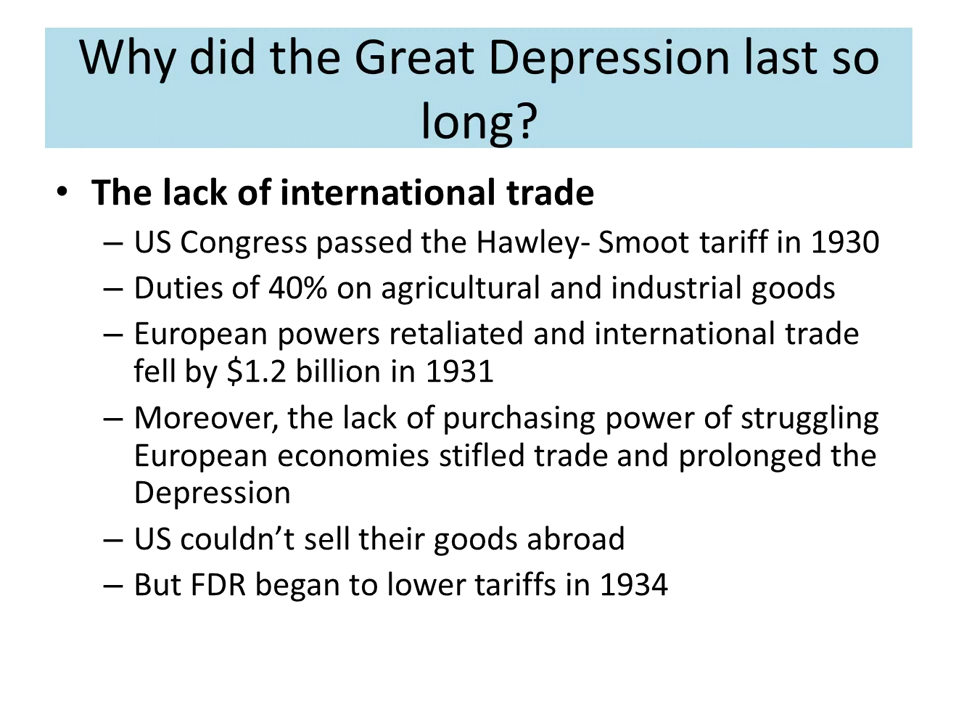 Why did the Great Depression last so
long?
• The lack of international trade
– US Congress passed the Hawley- Smoot tariff in 1930
– Duties of 40% on agricultural and industrial goods
– European powers retaliated and international trade
fell by $1.2 billion in 1931
– Moreover, the lack of purchasing power of struggling
European economies stifled trade and prolonged the
Depression
– US couldn’t sell their goods abroad
– But FDR began to lower tariffs in 1934